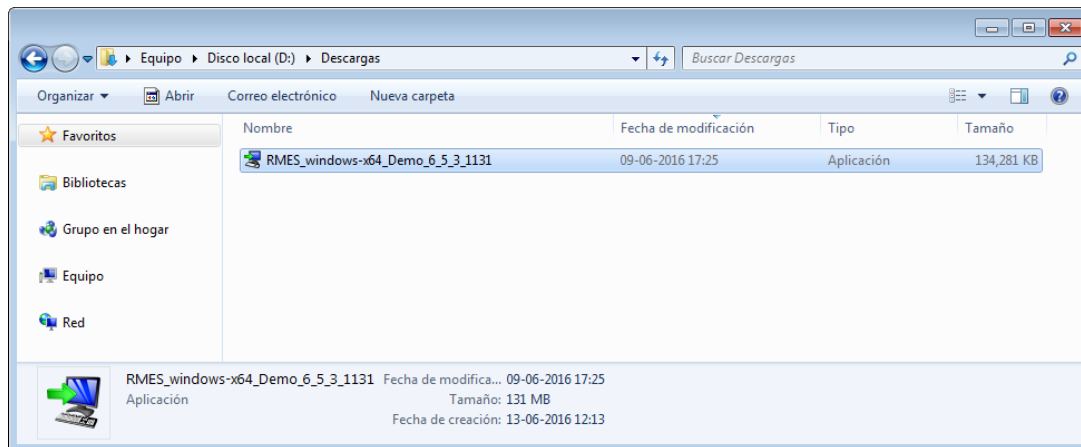 Equipo Disco local (D:) Descargas
Buscar Descargas
Organizar Abrir Correo electrónico Nueva carpeta
Favoritos
Bibliotecas
Grupo en el hogar
Equipo
Red
Nombre Fecha de modificación Tipo Tamaño
RMES_windows-x64_Demo_6_5_3_1131 09-06-2016 17:25 Aplicación 134,281 KB
RMES_windows-x64_Demo_6_5_3_1131 Fecha de modifica... 09-06-2016 17:25
Aplicación Tamaño: 131 MB
Fecha de creación: 13-06-2016 12:13